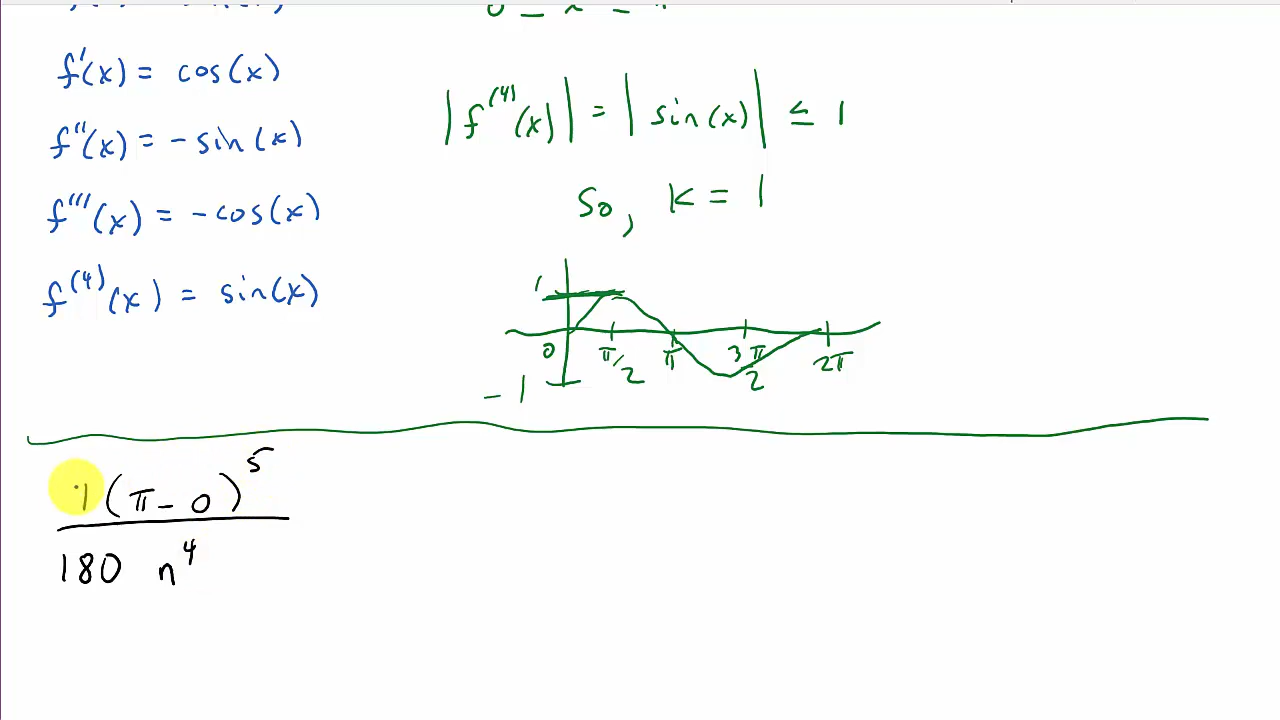 f'(x) = cos(x)
f''(x) = -sin(x)
f'''(x) = -cos(x)
f^(4)(x) = sin(x)
|f^(4)(x)| = |sin(x)| ≤ 1
So, K = 1
1
0 π/2 π 3π/2 2π
-1
1(π-0)^5
180 n^4